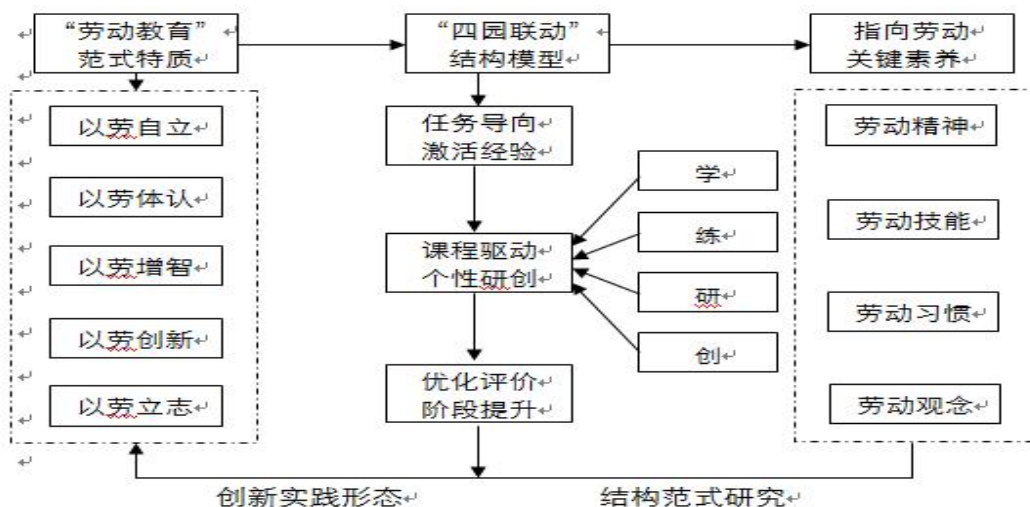 “劳动教育”
范式特质
“四园联动”
结构模型
指向劳动
关键素养
以劳自立
以劳体认
以劳增智
以劳创新
以劳立志
任务导向
激活经验
课程驱动
个性研创
优化评价
阶段提升
学
练
研
创
劳动精神
劳动技能
劳动习惯
劳动观念
创新实践形态
结构范式研究